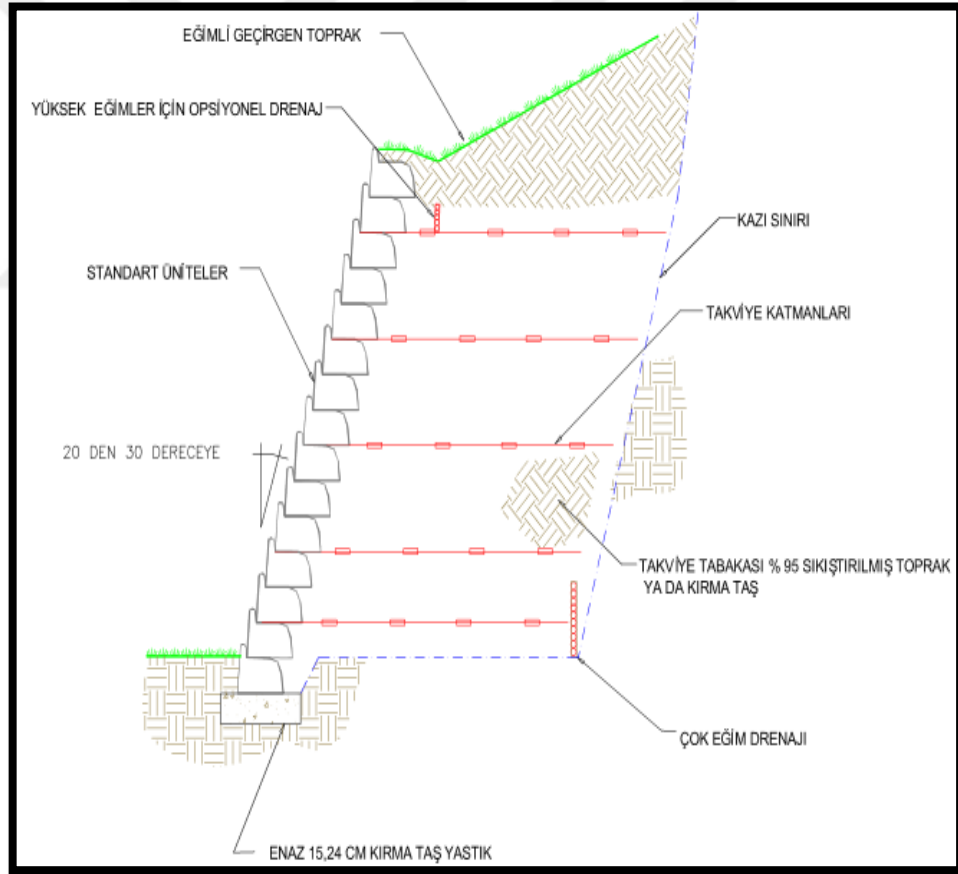 EĞİMLİ GEÇİRGEN TOPRAK
YÜKSEK EĞİMLER İÇİN OPSİYONEL DRENAJ
KAZI SINIRI
STANDART ÜNİTELER
TAKVİYE KATMANLARI
20 DEN 30 DERECEYE
TAKVİYE TABAKASI % 95 SIKIŞTIRILMIŞ TOPRAK
YA DA KIRMA TAŞ
ÇOK EĞİM DRENAJI
ENAZ 15,24 CM KIRMA TAŞ YASTIK